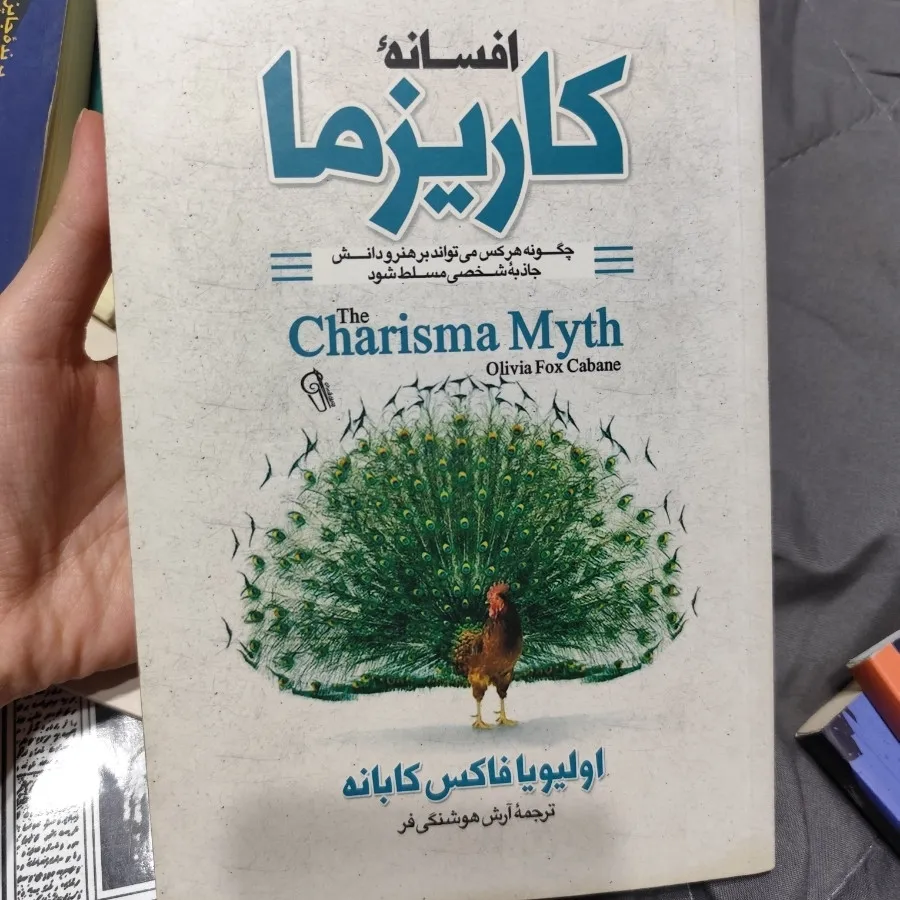 افسانهٔ
کاریزما
چگونه هر کس می‌تواند بر هنر و دانش
جاذبهٔ شخصی مسلط شود
The
Charisma Myth
Olivia Fox Cabane
اولیویا فاکس کابانه
ترجمهٔ آرش هوشنگی‌فر